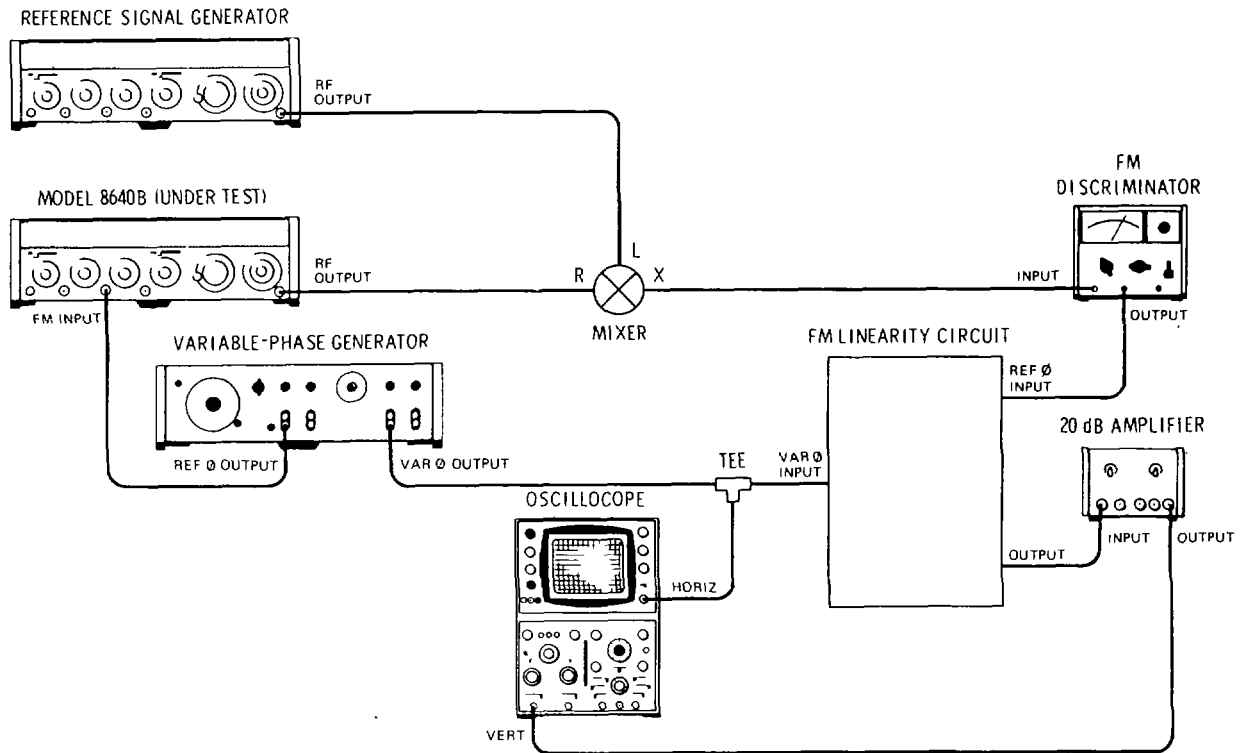 REFERENCE SIGNAL GENERATOR
RF
OUTPUT
MODEL 8640B (UNDER TEST)
RF
OUTPUT
FM INPUT
L
R
X
MIXER
FM
DISCRIMINATOR
INPUT
OUTPUT
VARIABLE-PHASE GENERATOR
REF Ø OUTPUT
VAR Ø OUTPUT
FM LINEARITY CIRCUIT
REF Ø
INPUT
TEE
VAR Ø
INPUT
20 dB AMPLIFIER
OSCILLOCOPE
HORIZ
OUTPUT
INPUT
OUTPUT
VERT